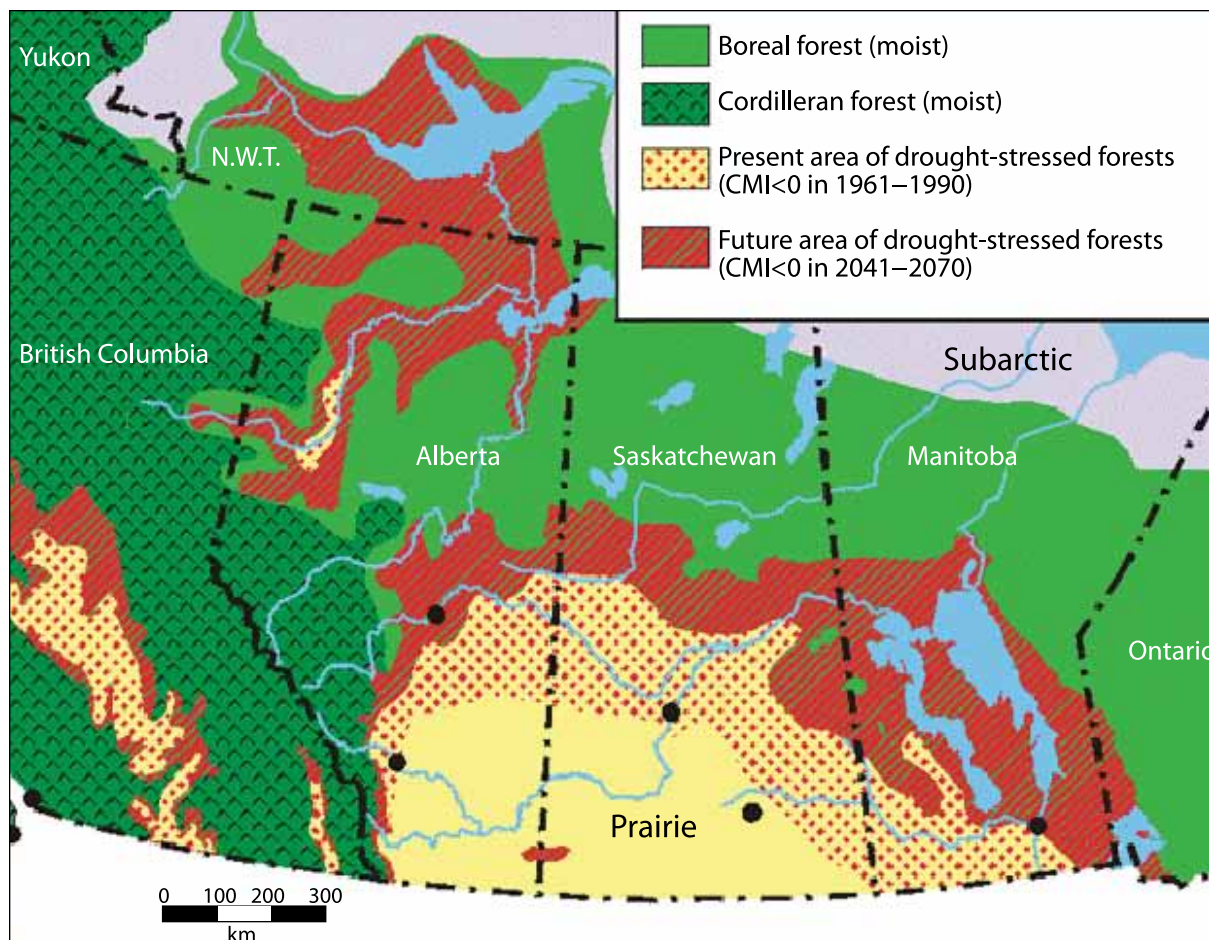 Yukon
N.W.T.
British Columbia
Alberta
Saskatchewan
Manitoba
Subarctic
Ontario
Prairie
Boreal forest (moist)
Cordilleran forest (moist)
Present area of drought-stressed forests
(CMI<0 in 1961–1990)
Future area of drought-stressed forests
(CMI<0 in 2041–2070)
0 100 200 300
km